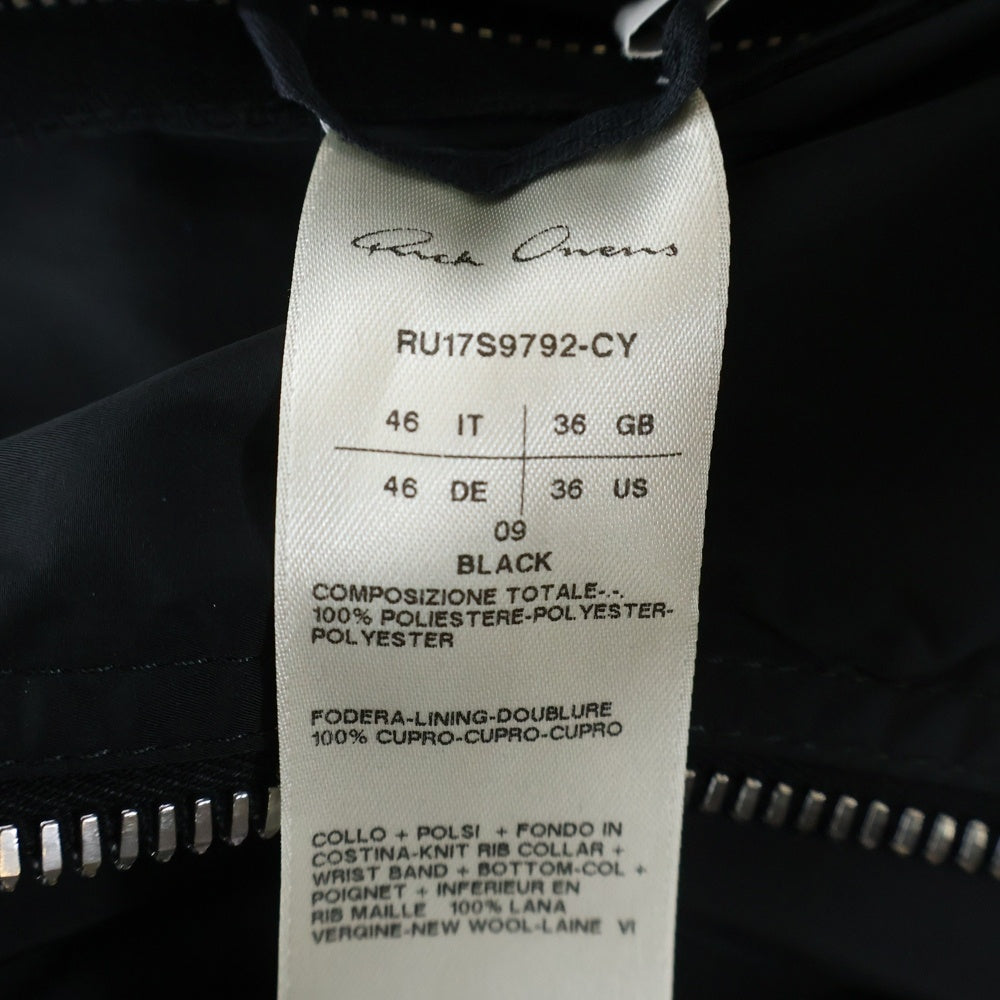 Rick Owens
RU17S9792-CY
46 IT 36 GB
46 DE 36 US
09
BLACK
COMPOSIZIONE TOTALE-.-.
100% POLIESTERE-POLYESTER-
POLYESTER
FODERA-LINING-DOUBLURE
100% CUPRO-CUPRO-CUPRO
COLLO + POLSI + FONDO IN
COSTINA-KNIT RIB COLLAR +
WRIST BAND + BOTTOM-COL +
POIGNET + INFERIEUR EN
RIB MAILLE 100% LANA
VERGINE-NEW WOOL-LAINE VI